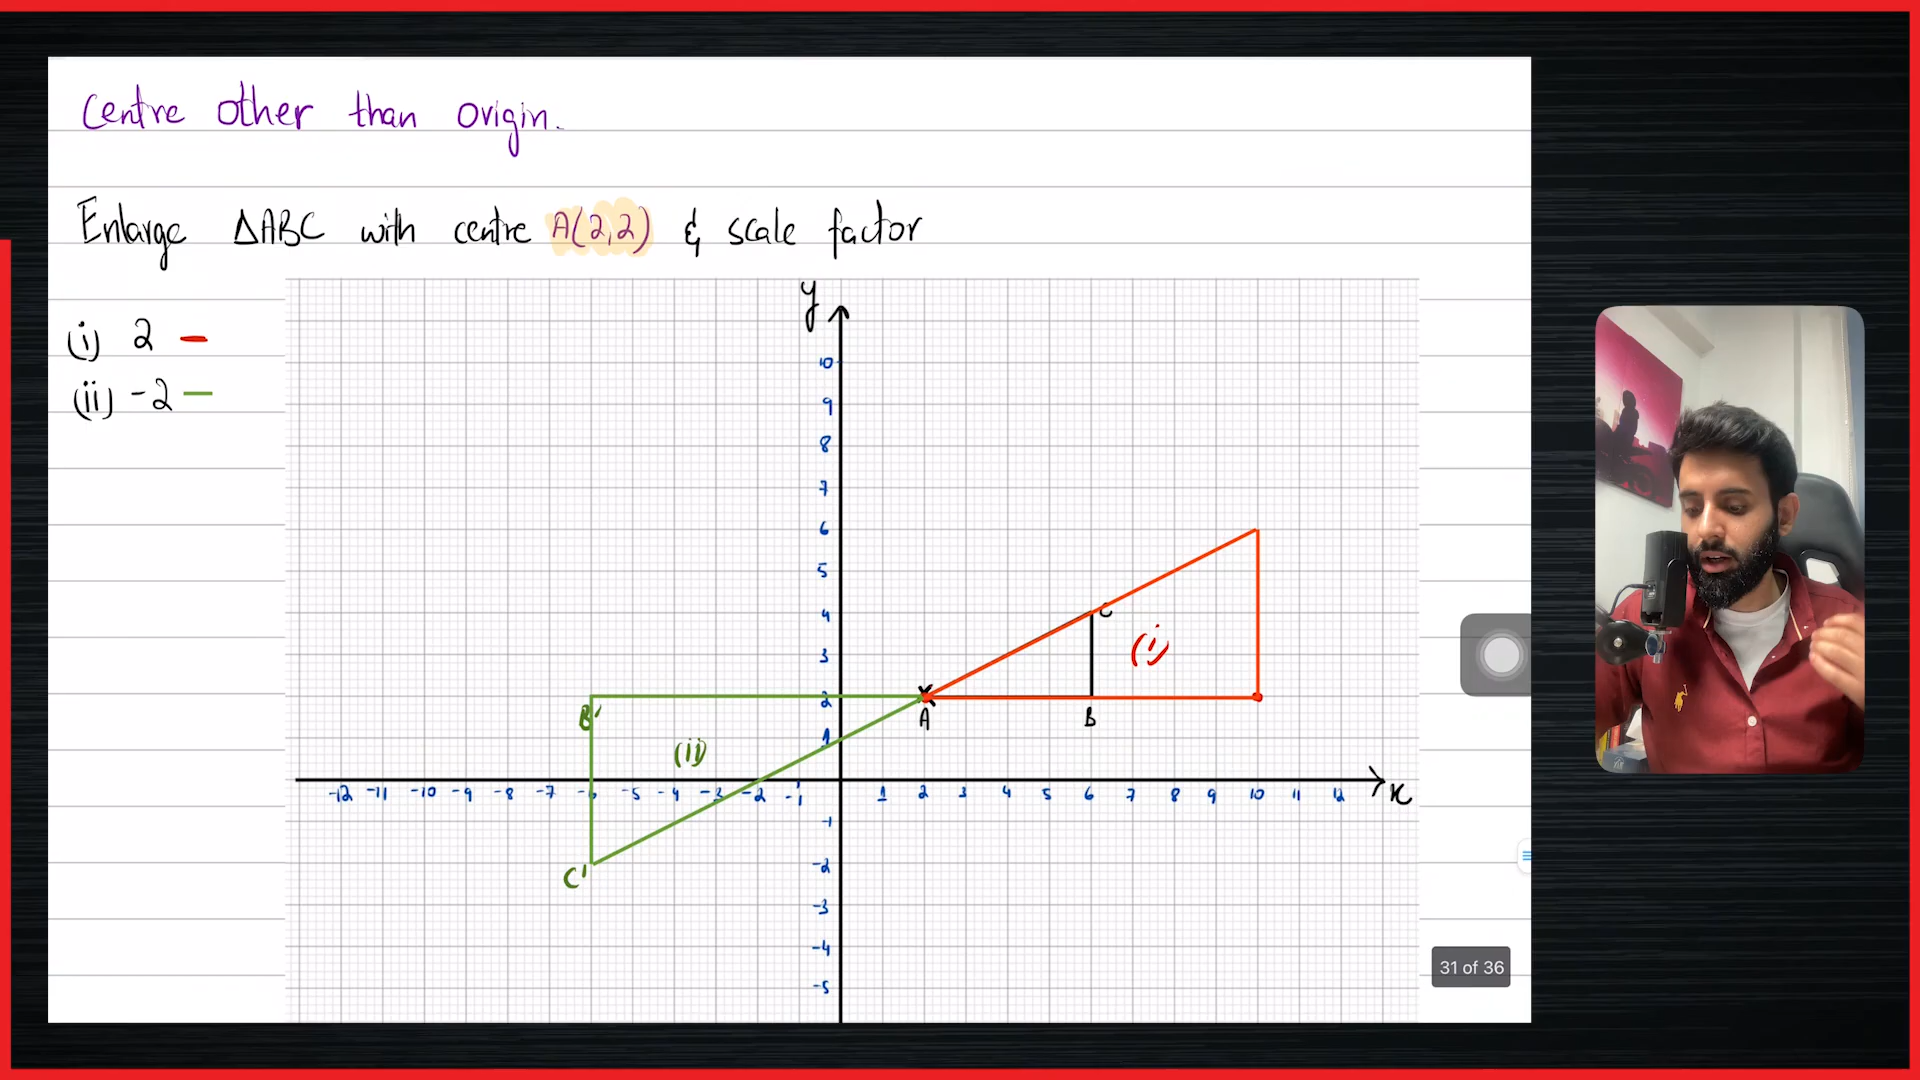 Centre other than origin.
Enlarge ΔABC with centre A(2,2) & scale factor
(i) 2
(ii) -2
y
10
9
8
7
6
5
4
C
3
(i)
2
B'
A
B
1
(ii)
-12 -11 -10 -9 -8 -7 -6 -5 -4 -3 -2 -1 1 2 3 4 5 6 7 8 9 10 11 12 x
-1
-2
C'
-3
-4
31 of 36
-5